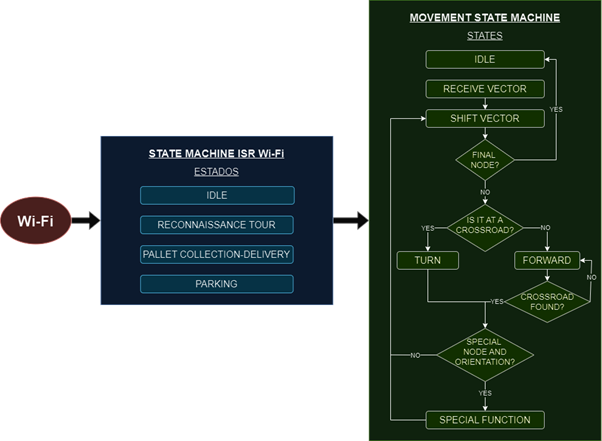 Wi-Fi
STATE MACHINE ISR Wi-Fi
ESTADOS
IDLE
RECONNAISSANCE TOUR
PALLET COLLECTION-DELIVERY
PARKING
MOVEMENT STATE MACHINE
STATES
IDLE
RECEIVE VECTOR
YES
SHIFT VECTOR
FINAL
NODE?
NO
IS IT AT A
CROSSROAD?
YES
NO
TURN
FORWARD
NO
CROSSROAD
FOUND?
YES
SPECIAL
NODE AND
ORIENTATION?
NO
YES
SPECIAL FUNCTION